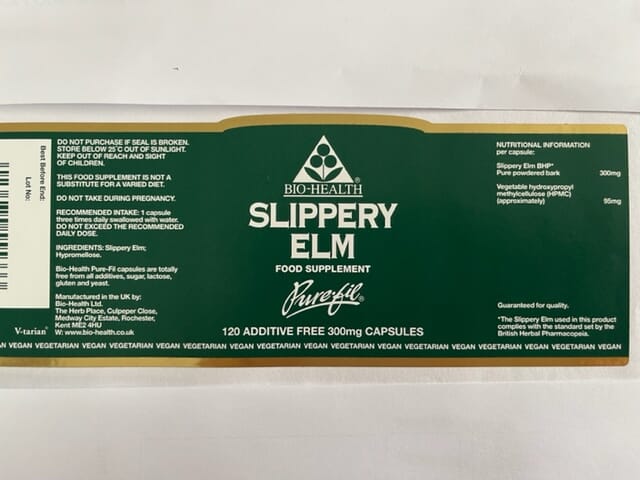 Best Before End:
Lot No:
V-tarian®
DO NOT PURCHASE IF SEAL IS BROKEN.
STORE BELOW 25°C OUT OF SUNLIGHT.
KEEP OUT OF REACH AND SIGHT
OF CHILDREN.
THIS FOOD SUPPLEMENT IS NOT A
SUBSTITUTE FOR A VARIED DIET.
DO NOT TAKE DURING PREGNANCY.
RECOMMENDED INTAKE: 1 capsule
three times daily swallowed with water.
DO NOT EXCEED THE RECOMMENDED
DAILY DOSE.
INGREDIENTS: Slippery Elm;
Hypromellose.
Bio-Health Pure-Fil capsules are totally
free from all additives, sugar, lactose,
gluten and yeast.
Manufactured in the UK by:
Bio-Health Ltd.
The Herb Place, Culpeper Close,
Medway City Estate, Rochester,
Kent ME2 4HU
W: www.bio-health.co.uk
BIO-HEALTH®
SLIPPERY
ELM
FOOD SUPPLEMENT
Pure-fil®
120 ADDITIVE FREE 300mg CAPSULES
NUTRITIONAL INFORMATION
per capsule:
Slippery Elm BHP*
Pure powdered bark 300mg
Vegetable hydroxypropyl
methylcellulose (HPMC)
(approximately) 95mg
Guaranteed for quality.
*The Slippery Elm used in this product
complies with the standard set by the
British Herbal Pharmacopeia.
AN VEGETARIAN VEGAN VEGETARIAN VEGAN VEGETARIAN VEGAN VEGETARIAN VEGAN VEGETARIAN VEGAN VEGETARIAN VEGAN VEGETARIAN VEGAN VEGETARIAN VEGAN